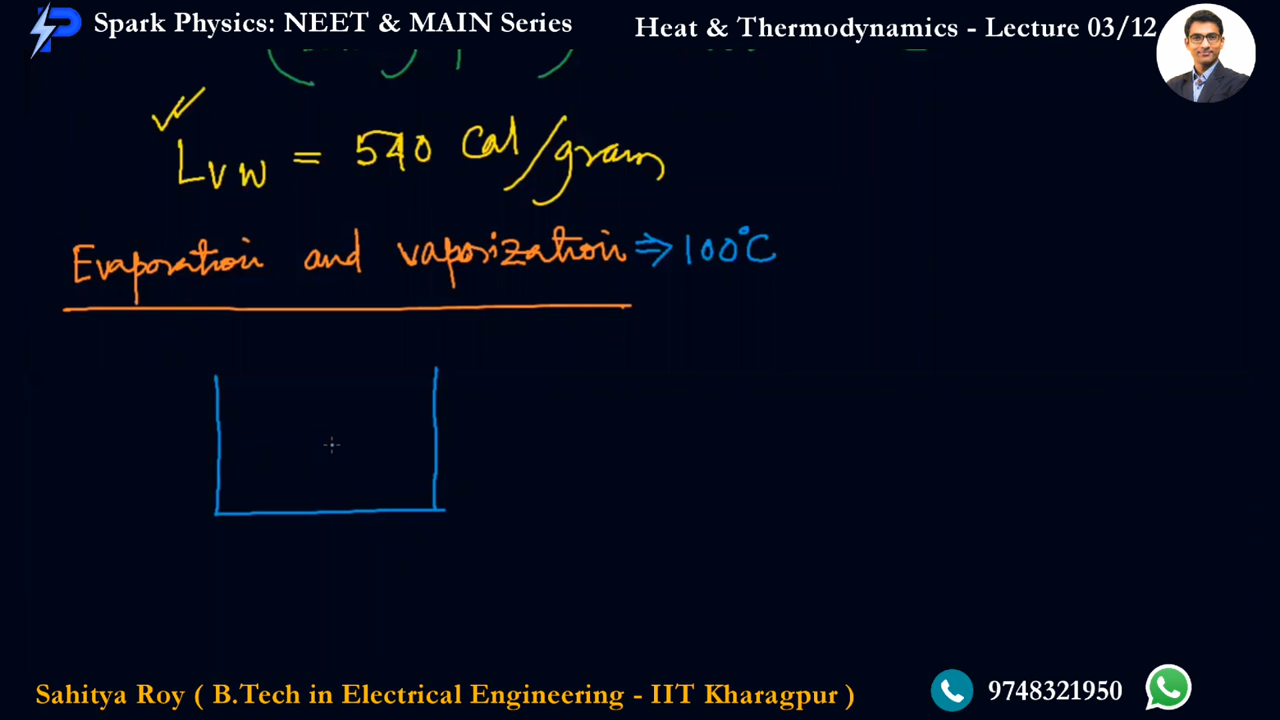 Spark Physics: NEET & MAIN Series
Heat & Thermodynamics - Lecture 03/12
L_VW = 540 Cal/gram
Evaporation and vaporization ⇒ 100°C
Sahitya Roy ( B.Tech in Electrical Engineering - IIT Kharagpur )
9748321950